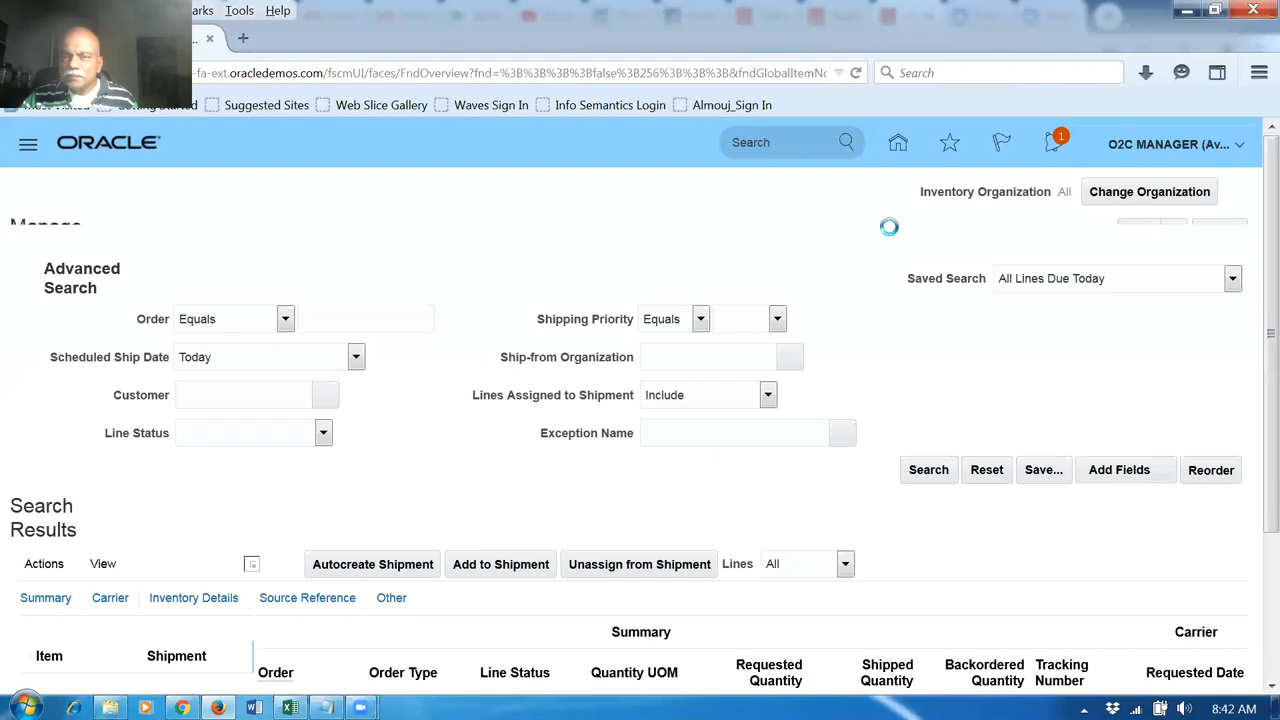 rks Tools Help
-fa-ext.oracledemos.com/fscmUI/faces/FndOverview?fnd=%3B%3B%3B%3Bfalse%3B256%3B%3B%3B&fndGlobalItemNo Search
Suggested Sites Web Slice Gallery Waves Sign In Info Semantics Login Almouj_Sign In
ORACLE Search 1 O2C MANAGER (Av...
Inventory Organization All Change Organization
Manage
Advanced Search
Saved Search All Lines Due Today
Order Equals Shipping Priority Equals
Scheduled Ship Date Today Ship-from Organization
Customer Lines Assigned to Shipment Include
Line Status Exception Name
Search Reset Save... Add Fields Reorder
Search
Results
Actions View Autocreate Shipment Add to Shipment Unassign from Shipment Lines All
Summary Carrier Inventory Details Source Reference Other
Summary Carrier
Item Shipment Order Order Type Line Status Quantity UOM Requested Quantity Shipped Quantity Backordered Quantity Tracking Number Requested Date
8:42 AM